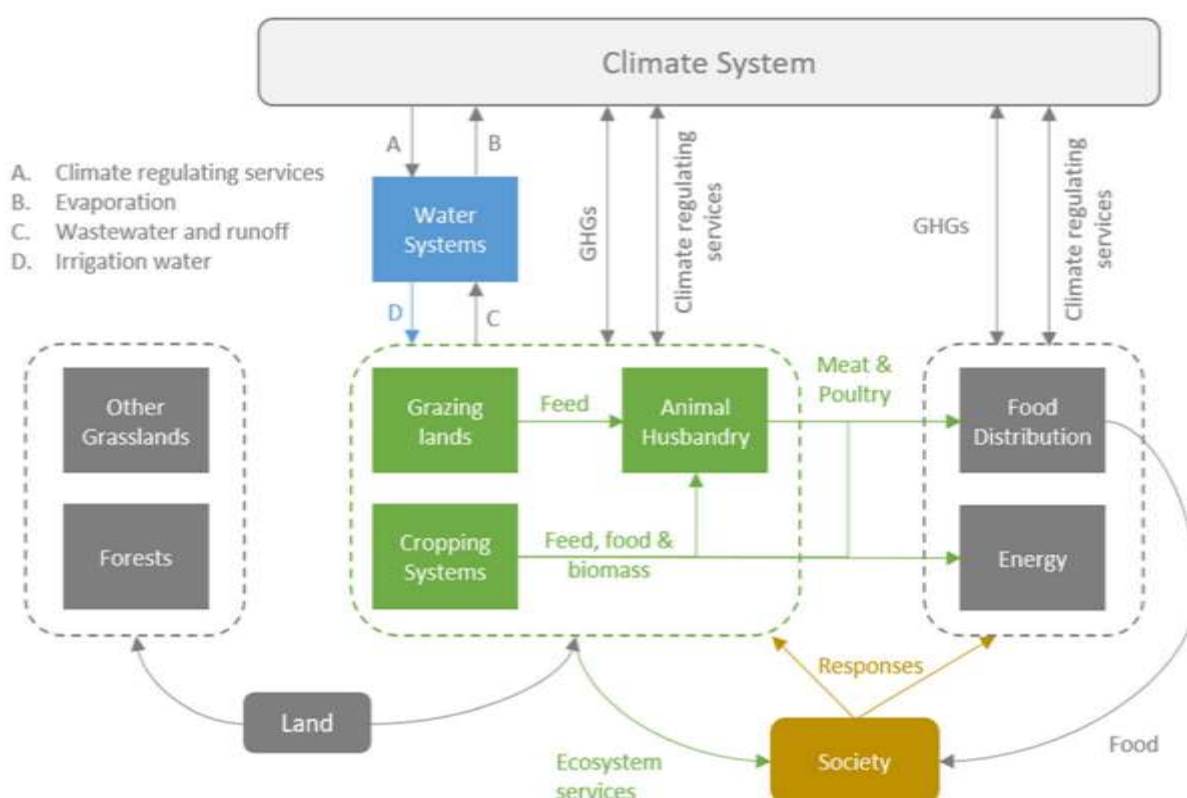 Climate System
A
B
A. Climate regulating services
B. Evaporation
C. Wastewater and runoff
D. Irrigation water
Water
Systems
GHGs
Climate regulating
services
GHGs
Climate regulating
services
D
C
Other
Grasslands
Forests
Grazing
lands
Feed
Animal
Husbandry
Meat &
Poultry
Food
Distribution
Cropping
Systems
Feed, food &
biomass
Energy
Land
Responses
Society
Ecosystem
services
Food